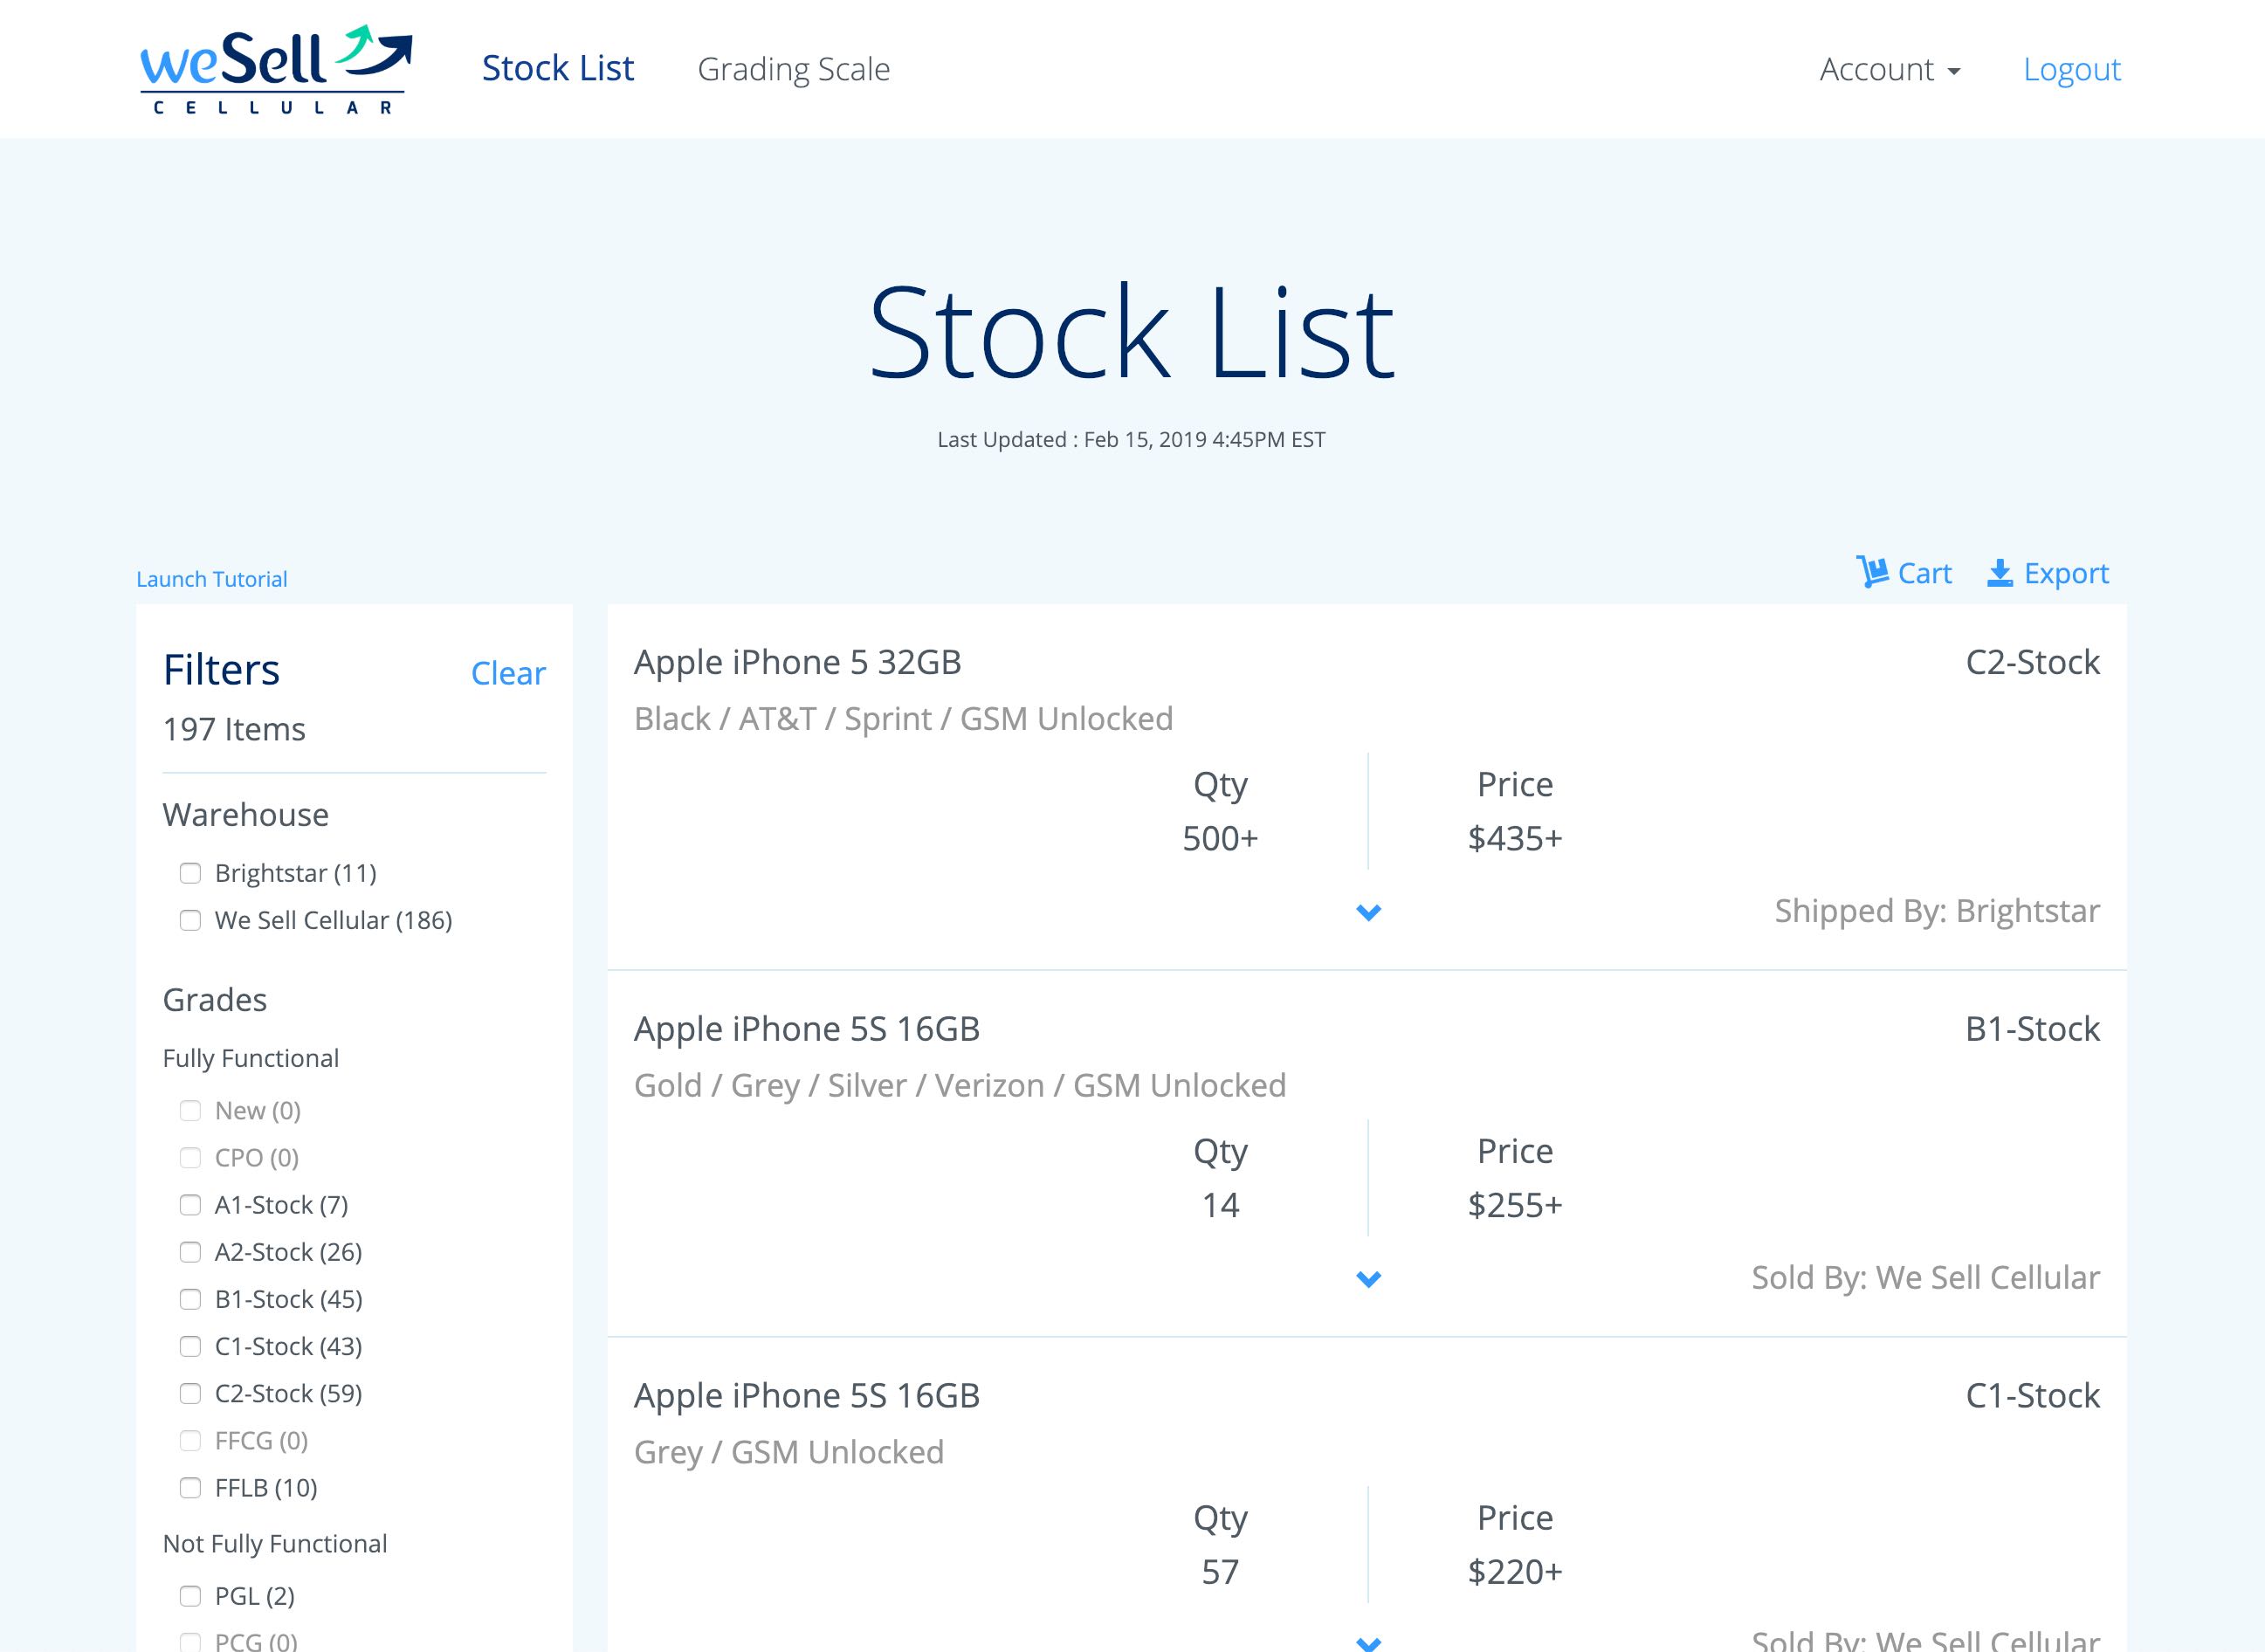 weSell
CELLULAR
Stock List
Grading Scale
Account
Logout
Stock List
Last Updated : Feb 15, 2019 4:45PM EST
Launch Tutorial
Cart
Export
Filters
Clear
197 Items
Warehouse
Brightstar (11)
We Sell Cellular (186)
Grades
Fully Functional
New (0)
CPO (0)
A1-Stock (7)
A2-Stock (26)
B1-Stock (45)
C1-Stock (43)
C2-Stock (59)
FFCG (0)
FFLB (10)
Not Fully Functional
PGL (2)
PCG (0)
Apple iPhone 5 32GB
C2-Stock
Black / AT&T / Sprint / GSM Unlocked
Qty
Price
500+
$435+
Shipped By: Brightstar
Apple iPhone 5S 16GB
B1-Stock
Gold / Grey / Silver / Verizon / GSM Unlocked
Qty
Price
14
$255+
Sold By: We Sell Cellular
Apple iPhone 5S 16GB
C1-Stock
Grey / GSM Unlocked
Qty
Price
57
$220+
Sold By: We Sell Cellular